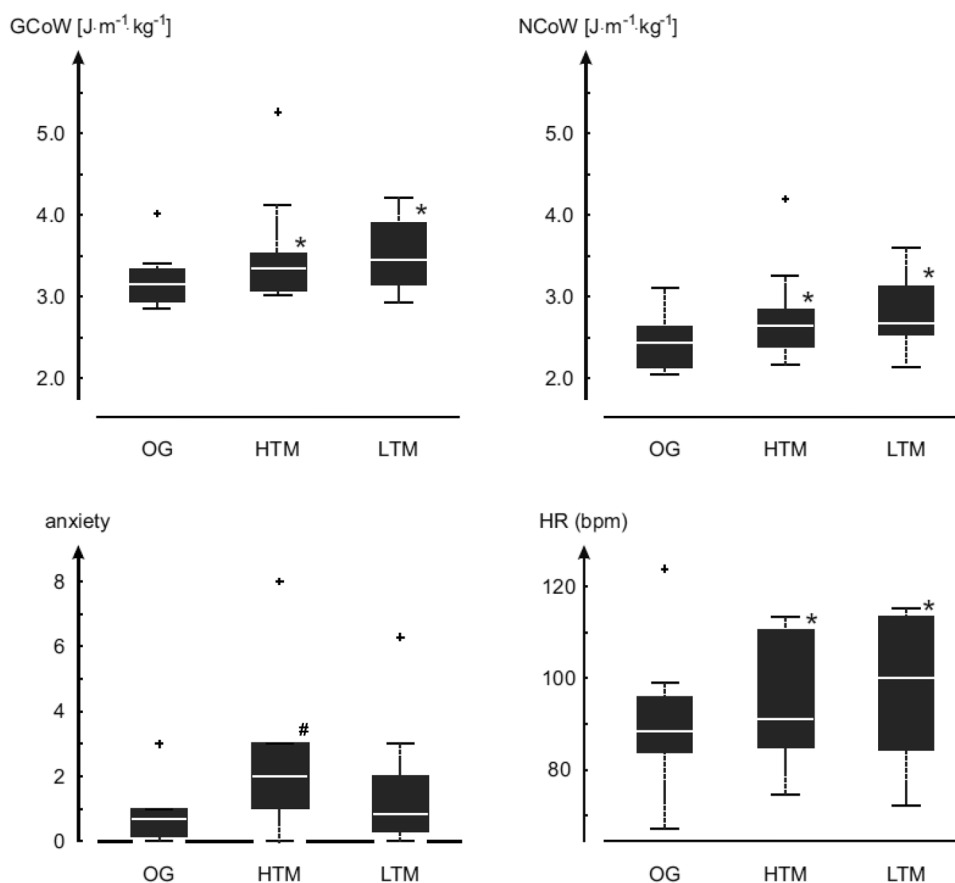 GCoW [J·m⁻¹·kg⁻¹]
5.0
4.0
3.0
2.0
*
*
OG HTM LTM
NCoW [J·m⁻¹·kg⁻¹]
5.0
4.0
3.0
2.0
*
*
OG HTM LTM
anxiety
8
6
4
2
0
#
OG HTM LTM
HR (bpm)
120
100
80
*
*
OG HTM LTM